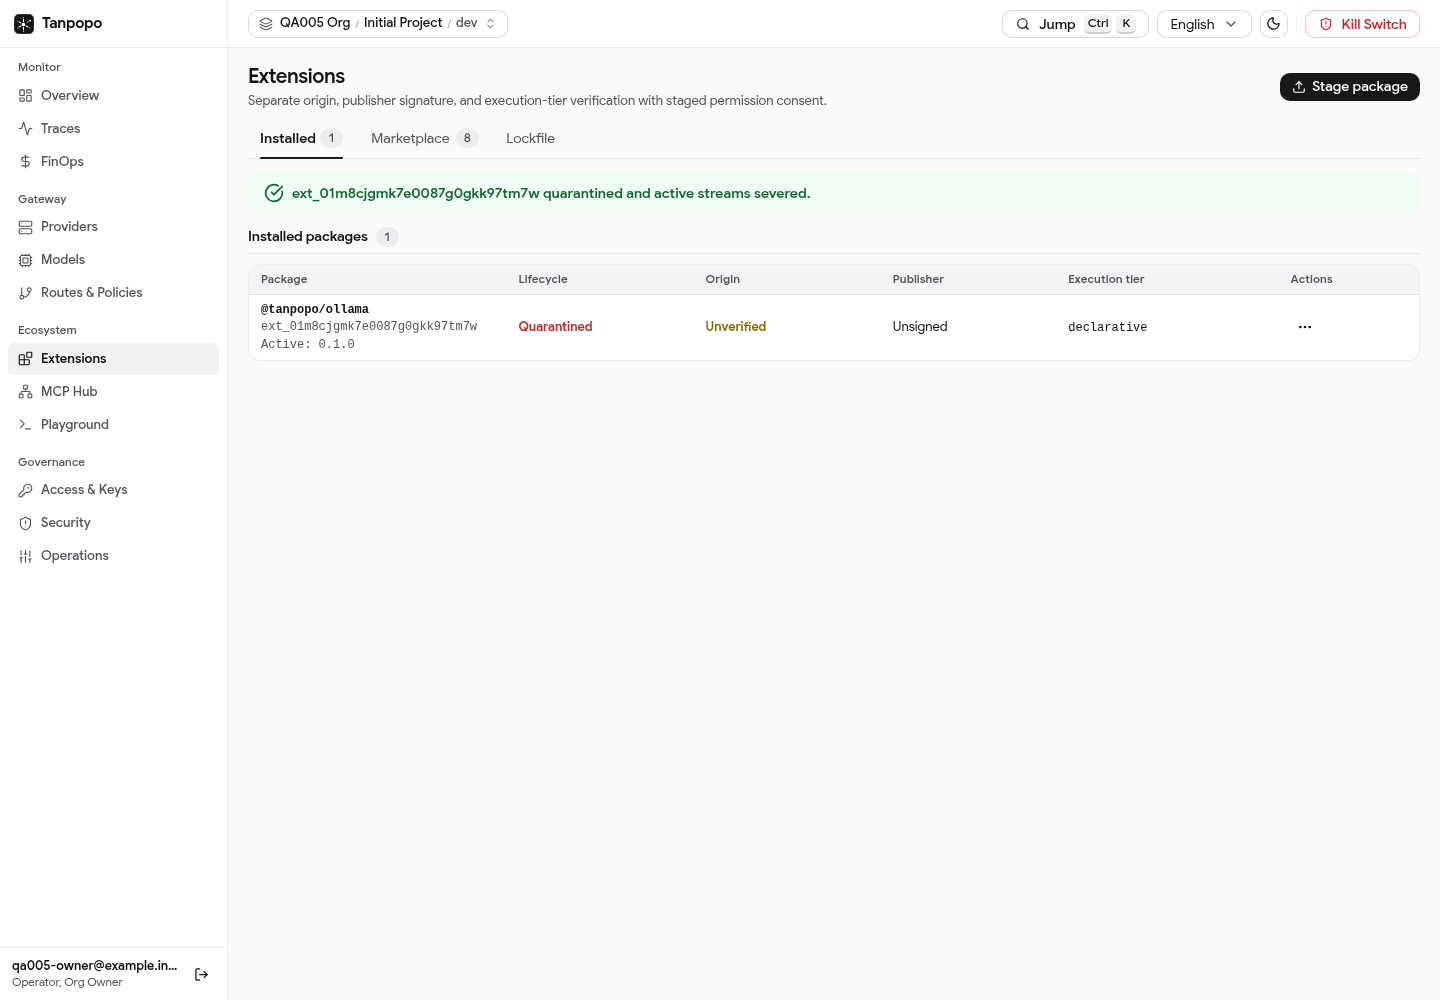 Tanpopo
QA005 Org / Initial Project / dev
Jump Ctrl K
English
Kill Switch
Monitor
Overview
Traces
FinOps
Gateway
Providers
Models
Routes & Policies
Ecosystem
Extensions
MCP Hub
Playground
Governance
Access & Keys
Security
Operations
qa005-owner@example.in...
Operator, Org Owner
Extensions
Separate origin, publisher signature, and execution-tier verification with staged permission consent.
Stage package
Installed 1 Marketplace 8 Lockfile
ext_01m8cjgmk7e0087g0gkk97tm7w quarantined and active streams severed.
Installed packages 1
Package Lifecycle Origin Publisher Execution tier Actions
@tanpopo/ollama
ext_01m8cjgmk7e0087g0gkk97tm7w Quarantined Unverified Unsigned declarative
Active: 0.1.0